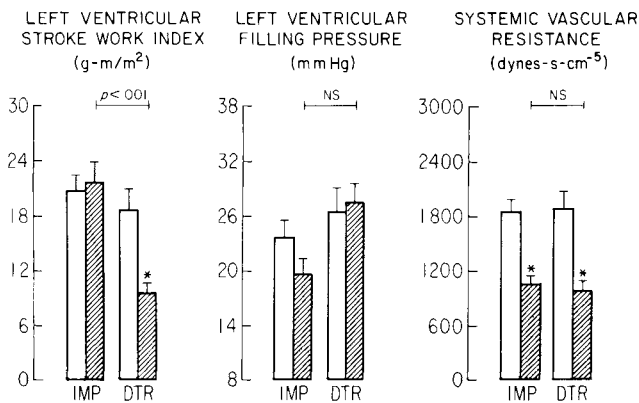 LEFT VENTRICULAR
STROKE WORK INDEX
(g-m/m²)
30
24
18
12
6
0
p<.001
*
IMP DTR
LEFT VENTRICULAR
FILLING PRESSURE
(mm Hg)
38
32
26
20
14
8
NS
IMP DTR
SYSTEMIC VASCULAR
RESISTANCE
(dynes-s-cm⁻⁵)
3000
2400
1800
1200
600
0
NS
* *
IMP DTR